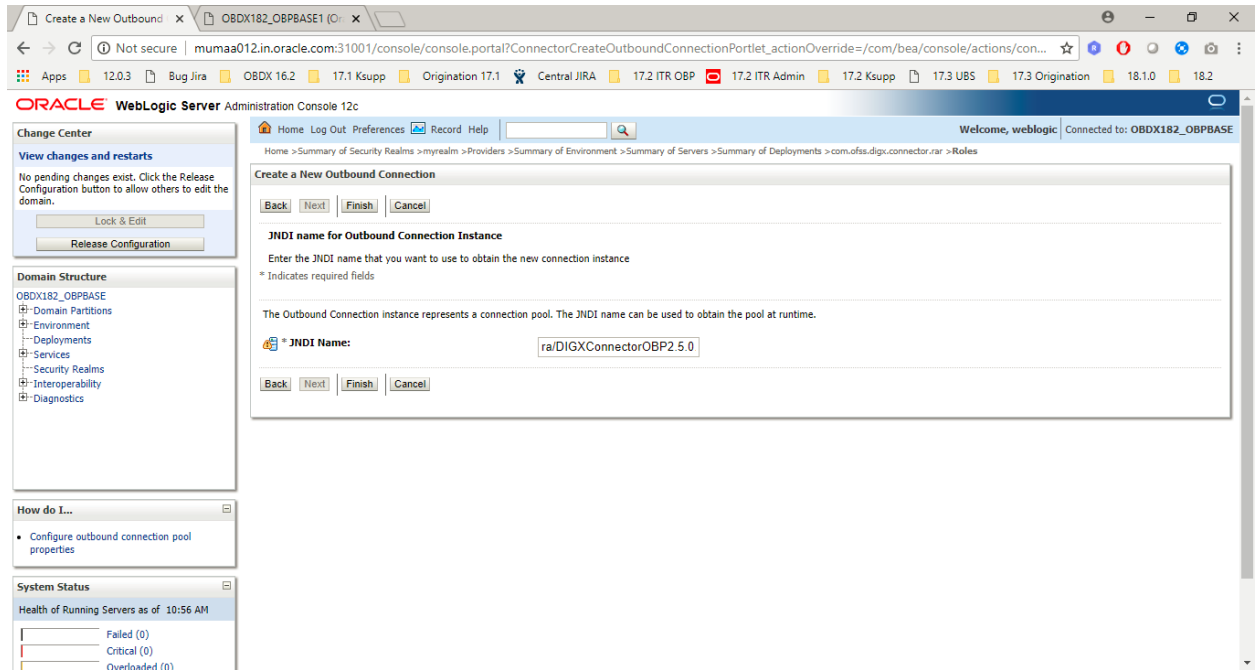 Create a New Outbound
OBDX182_OBPBASE1 (Or
Not secure | mumaa012.in.oracle.com:31001/console/console.portal?ConnectorCreateOutboundConnectionPortlet_actionOverride=/com/bea/console/actions/con...
Apps 12.0.3 Bug Jira OBDX 16.2 17.1 Ksupp Origination 17.1 Central JIRA 17.2 ITR OBP 17.2 ITR Admin 17.2 Ksupp 17.3 UBS 17.3 Origination 18.1.0 18.2
ORACLE WebLogic Server Administration Console 12c
Change Center
View changes and restarts
No pending changes exist. Click the Release
Configuration button to allow others to edit the
domain.
Lock & Edit
Release Configuration
Domain Structure
OBDX182_OBPBASE
Domain Partitions
Environment
Deployments
Services
Security Realms
Interoperability
Diagnostics
How do I...
Configure outbound connection pool
properties
System Status
Health of Running Servers as of 10:56 AM
Failed (0)
Critical (0)
Overloaded (0)
Home Log Out Preferences Record Help
Welcome, weblogic Connected to: OBDX182_OBPBASE
Home >Summary of Security Realms >myrealm >Providers >Summary of Environment >Summary of Servers >Summary of Deployments >com.ofss.digx.connector.rar >Roles
Create a New Outbound Connection
Back Next Finish Cancel
JNDI name for Outbound Connection Instance
Enter the JNDI name that you want to use to obtain the new connection instance
* Indicates required fields
The Outbound Connection instance represents a connection pool. The JNDI name can be used to obtain the pool at runtime.
* JNDI Name: ra/DIGXConnectorOBP2.5.0
Back Next Finish Cancel